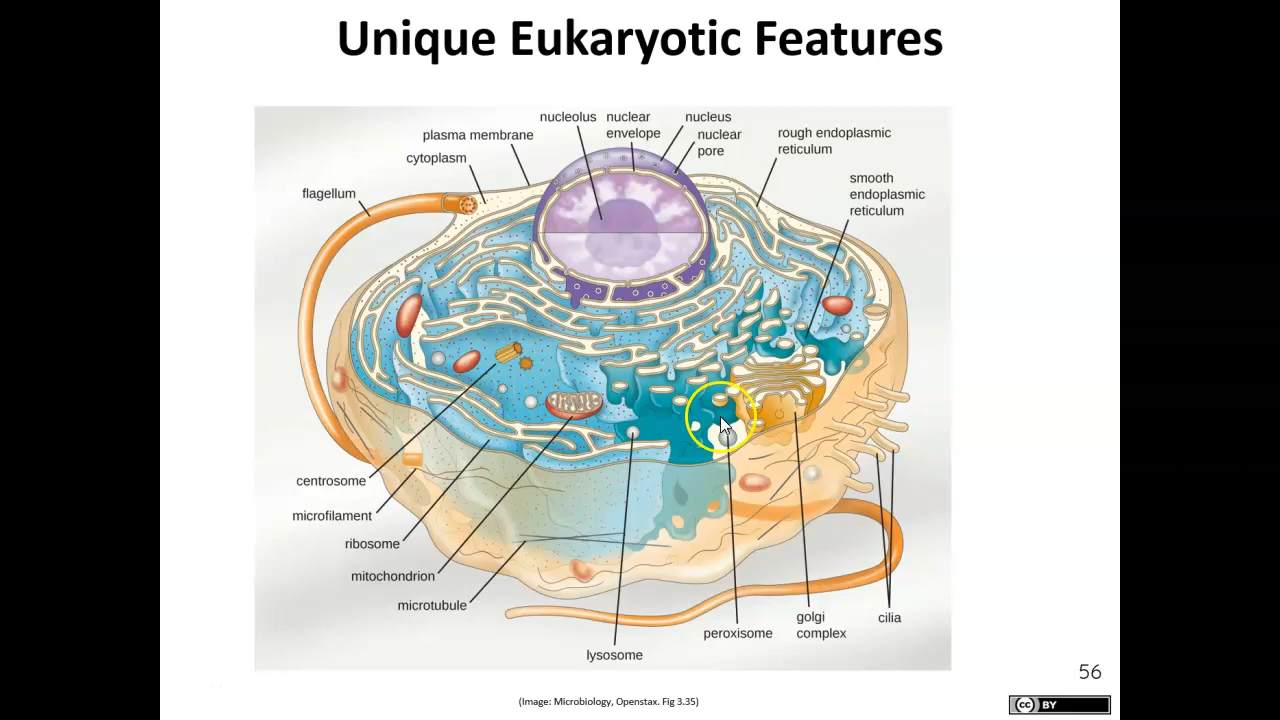 Unique Eukaryotic Features
nucleolus
nuclear
envelope
nucleus
nuclear
pore
plasma membrane
cytoplasm
flagellum
rough endoplasmic
reticulum
smooth
endoplasmic
reticulum
centrosome
microfilament
ribosome
mitochondrion
microtubule
lysosome
peroxisome
golgi
complex
cilia
56
(Image: Microbiology, Openstax. Fig 3.35)
cc BY